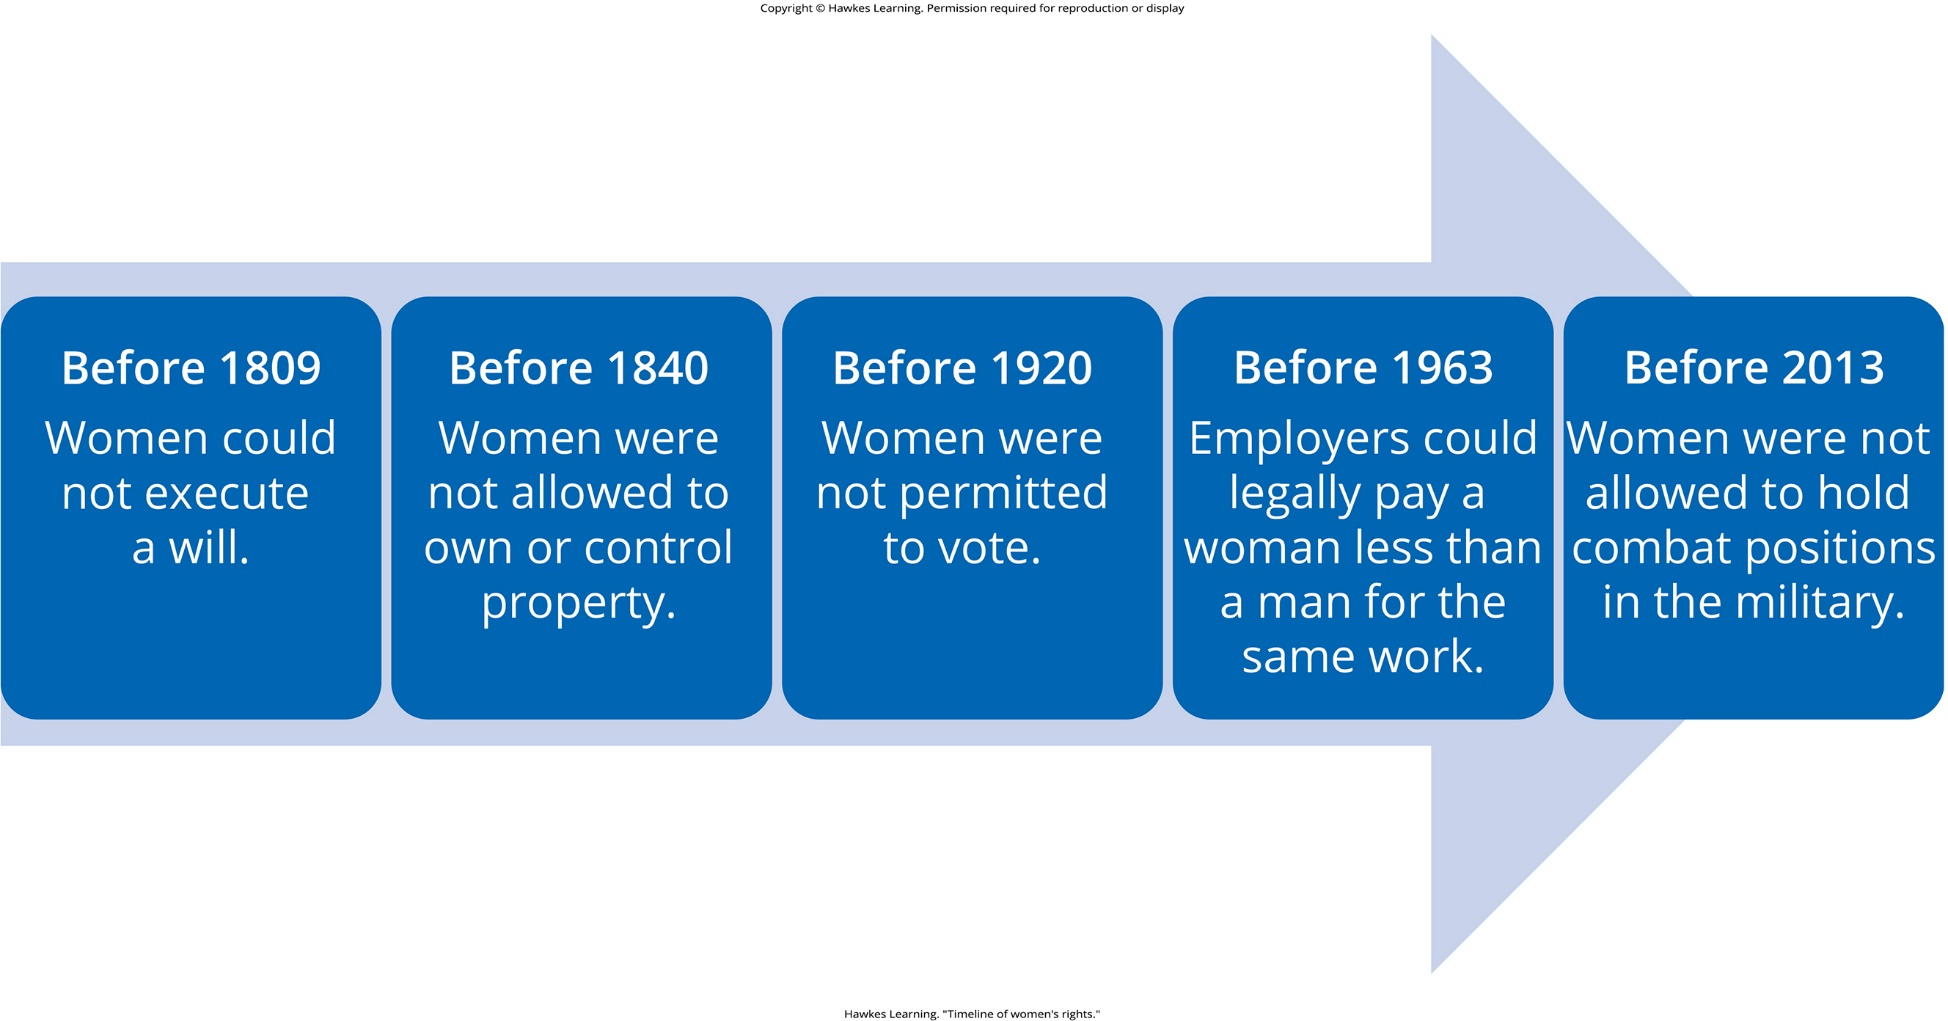 Copyright © Hawkes Learning. Permission required for reproduction or display
Before 1809
Women could
not execute
a will.
Before 1840
Women were
not allowed to
own or control
property.
Before 1920
Women were
not permitted
to vote.
Before 1963
Employers could
legally pay a
woman less than
a man for the
same work.
Before 2013
Women were not
allowed to hold
combat positions
in the military.
Hawkes Learning. "Timeline of women's rights."